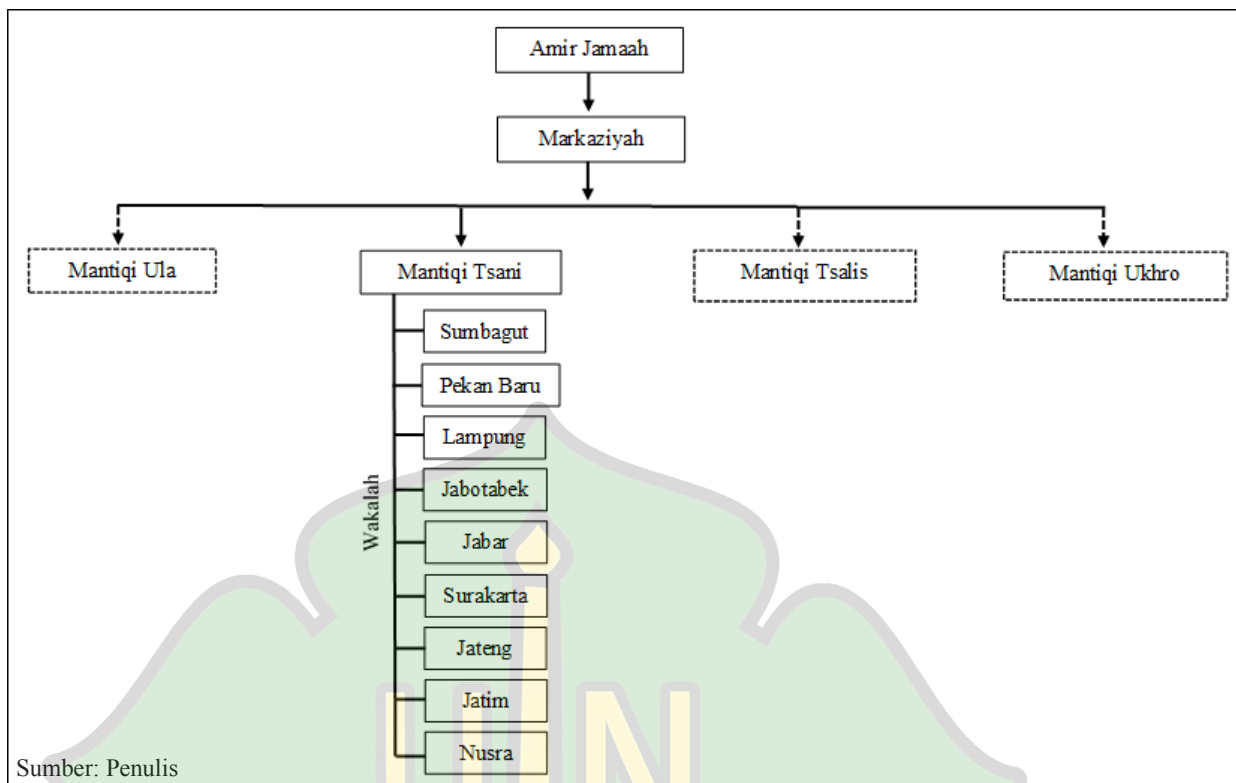 Amir Jamaah
Markaziyah
Mantiqi Ula
Mantiqi Tsani
Mantiqi Tsalis
Mantiqi Ukhro
Wakalah
Sumbagut
Pekan Baru
Lampung
Jabotabek
Jabar
Surakarta
Jateng
Jatim
Nusra
UIN
Sumber: Penulis